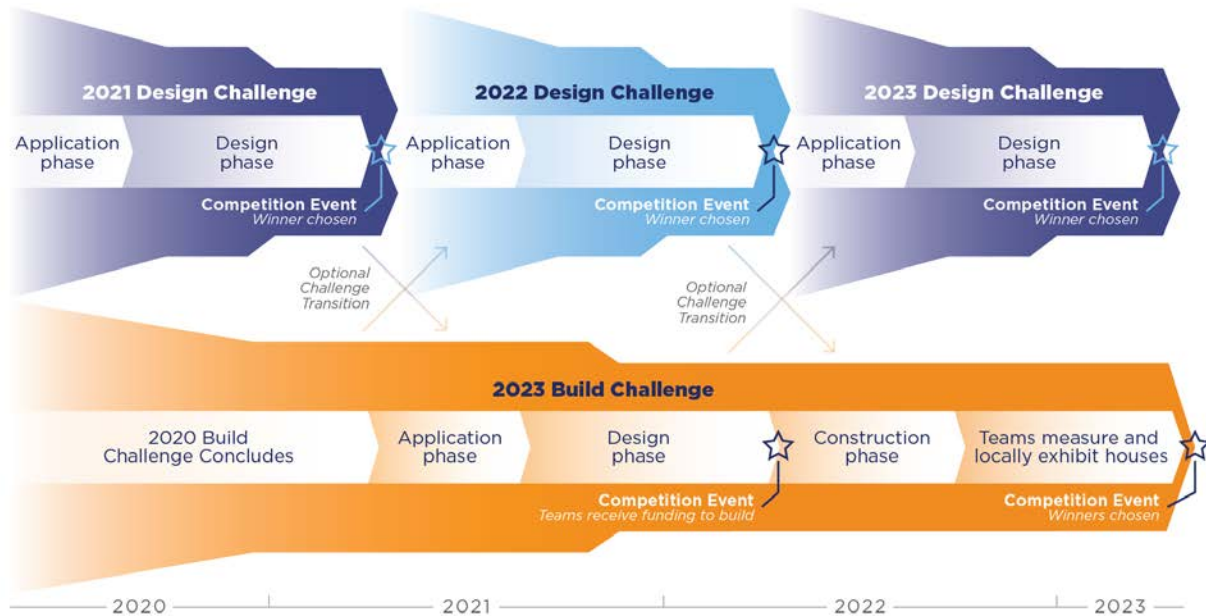 2021 Design Challenge
Application
phase
Design
phase
Competition Event
Winner chosen
2022 Design Challenge
Application
phase
Design
phase
Competition Event
Winner chosen
2023 Design Challenge
Application
phase
Design
phase
Competition Event
Winner chosen
Optional
Challenge
Transition
Optional
Challenge
Transition
2023 Build Challenge
2020 Build
Challenge Concludes
Application
phase
Design
phase
Competition Event
Teams receive funding to build
Construction
phase
Teams measure and
locally exhibit houses
Competition Event
Winners chosen
2020
2021
2022
2023